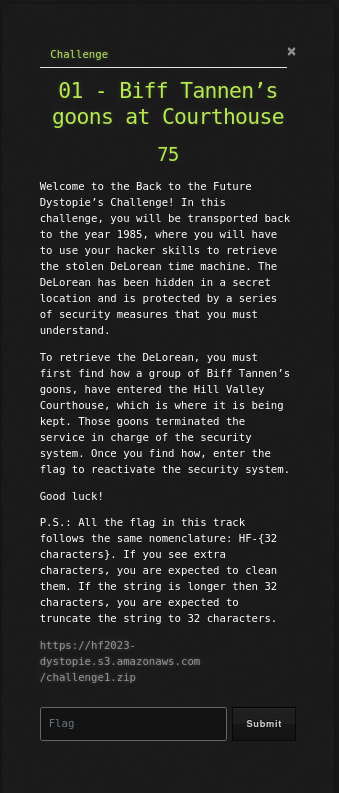 Challenge
×
01 - Biff Tannen’s
goons at Courthouse
75
Welcome to the Back to the Future
Dystopie’s Challenge! In this
challenge, you will be transported back
to the year 1985, where you will have
to use your hacker skills to retrieve
the stolen DeLorean time machine. The
DeLorean has been hidden in a secret
location and is protected by a series
of security measures that you must
understand.
To retrieve the DeLorean, you must
first find how a group of Biff Tannen’s
goons, have entered the Hill Valley
Courthouse, which is where it is being
kept. Those goons terminated the
service in charge of the security
system. Once you find how, enter the
flag to reactivate the security system.
Good luck!
P.S.: All the flag in this track
follows the same nomenclature: HF-{32
characters}. If you see extra
characters, you are expected to clean
them. If the string is longer then 32
characters, you are expected to
truncate the string to 32 characters.
https://hf2023-
dystopie.s3.amazonaws.com
/challenge1.zip
Flag
Submit